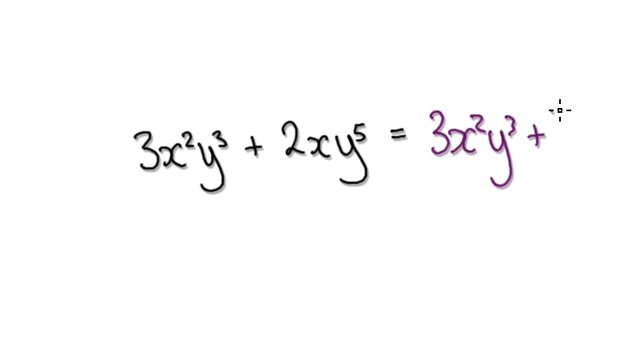 3x²y³ + 2xy⁵ = 3x²y³ +